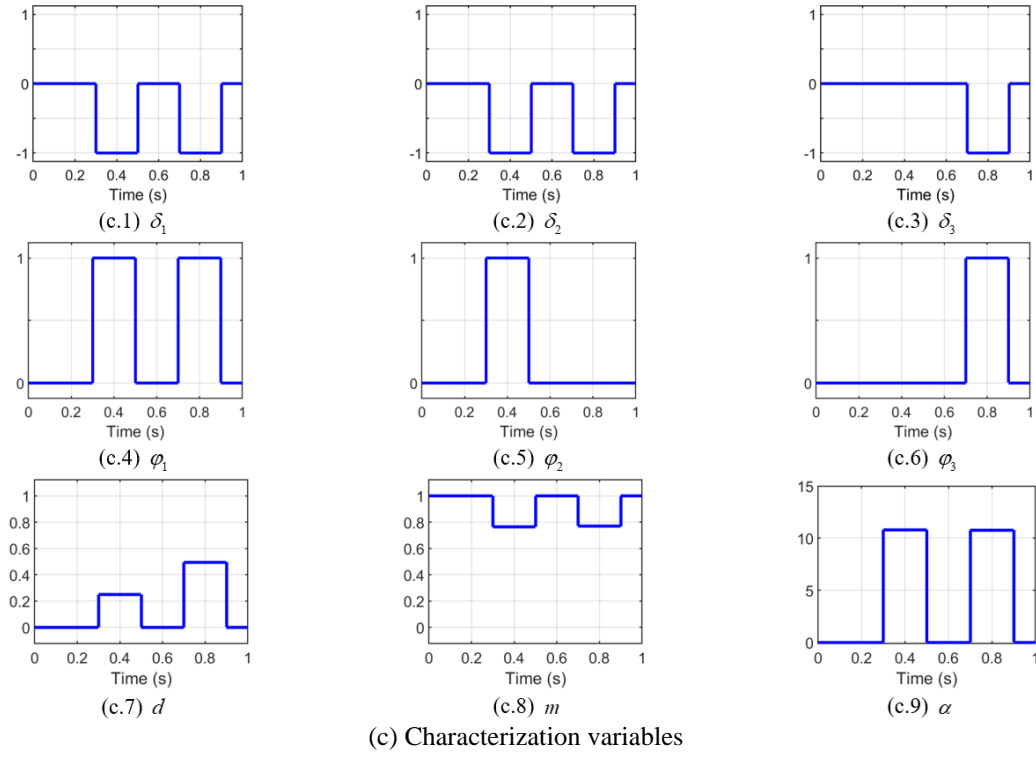 1
0
-1
0 0.2 0.4 0.6 0.8 1
Time (s)
(c.1) δ₁
1
0
-1
0 0.2 0.4 0.6 0.8 1
Time (s)
(c.2) δ₂
1
0
-1
0 0.2 0.4 0.6 0.8 1
Time (s)
(c.3) δ₃
1
0
0 0.2 0.4 0.6 0.8 1
Time (s)
(c.4) φ₁
1
0
0 0.2 0.4 0.6 0.8 1
Time (s)
(c.5) φ₂
1
0
0 0.2 0.4 0.6 0.8 1
Time (s)
(c.6) φ₃
1
0.8
0.6
0.4
0.2
0
0 0.2 0.4 0.6 0.8 1
Time (s)
(c.7) d
1
0.8
0.6
0.4
0.2
0
0 0.2 0.4 0.6 0.8 1
Time (s)
(c.8) m
15
10
5
0
0 0.2 0.4 0.6 0.8 1
Time (s)
(c.9) α
(c) Characterization variables